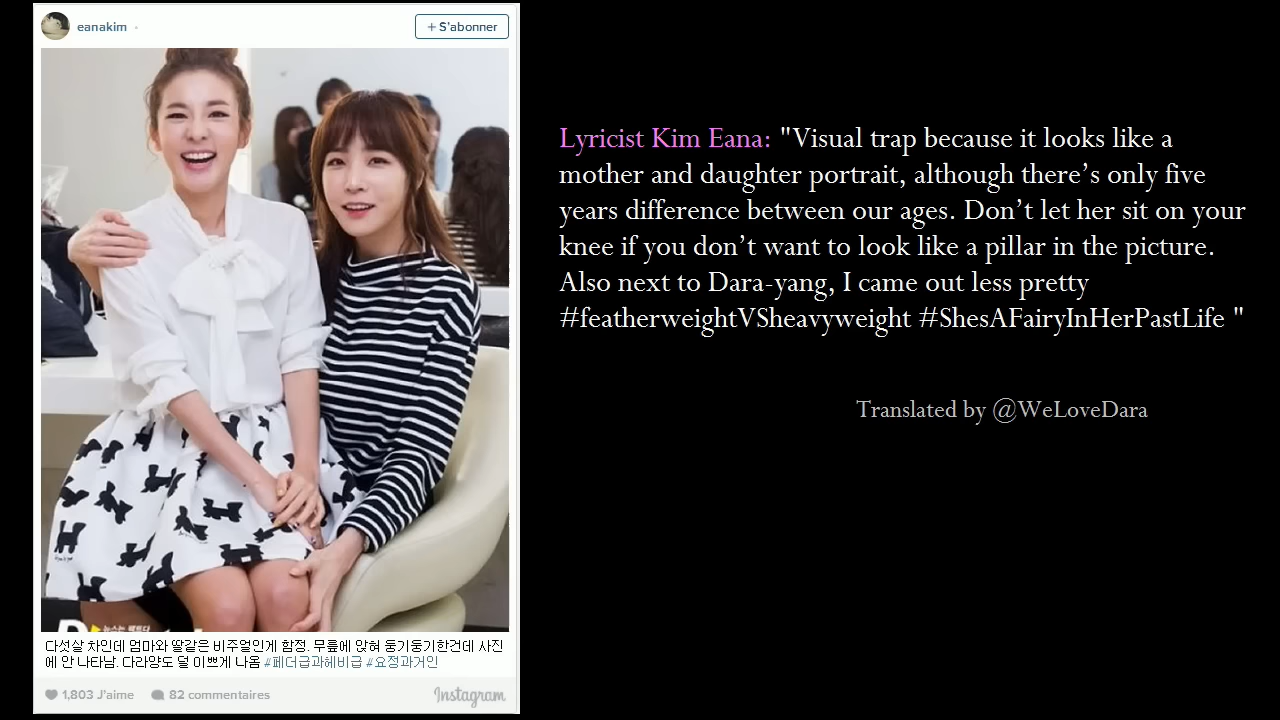 eanakim
+ S'abonner
뉴스는 팩트다
다섯살 차인데 엄마와 딸같은 비주얼인게 함정. 무릎에 앉혀 둥기둥기한건데 사진
에 안 나타남. 다라양도 덜 이쁘게 나옴 #페더급과헤비급 #요정과거인
1,803 J'aime 82 commentaires Instagram
Lyricist Kim Eana: "Visual trap because it looks like a
mother and daughter portrait, although there's only five
years difference between our ages. Don't let her sit on your
knee if you don't want to look like a pillar in the picture.
Also next to Dara-yang, I came out less pretty
#featherweightVSheavyweight #ShesAFairyInHerPastLife "
Translated by @WeLoveDara